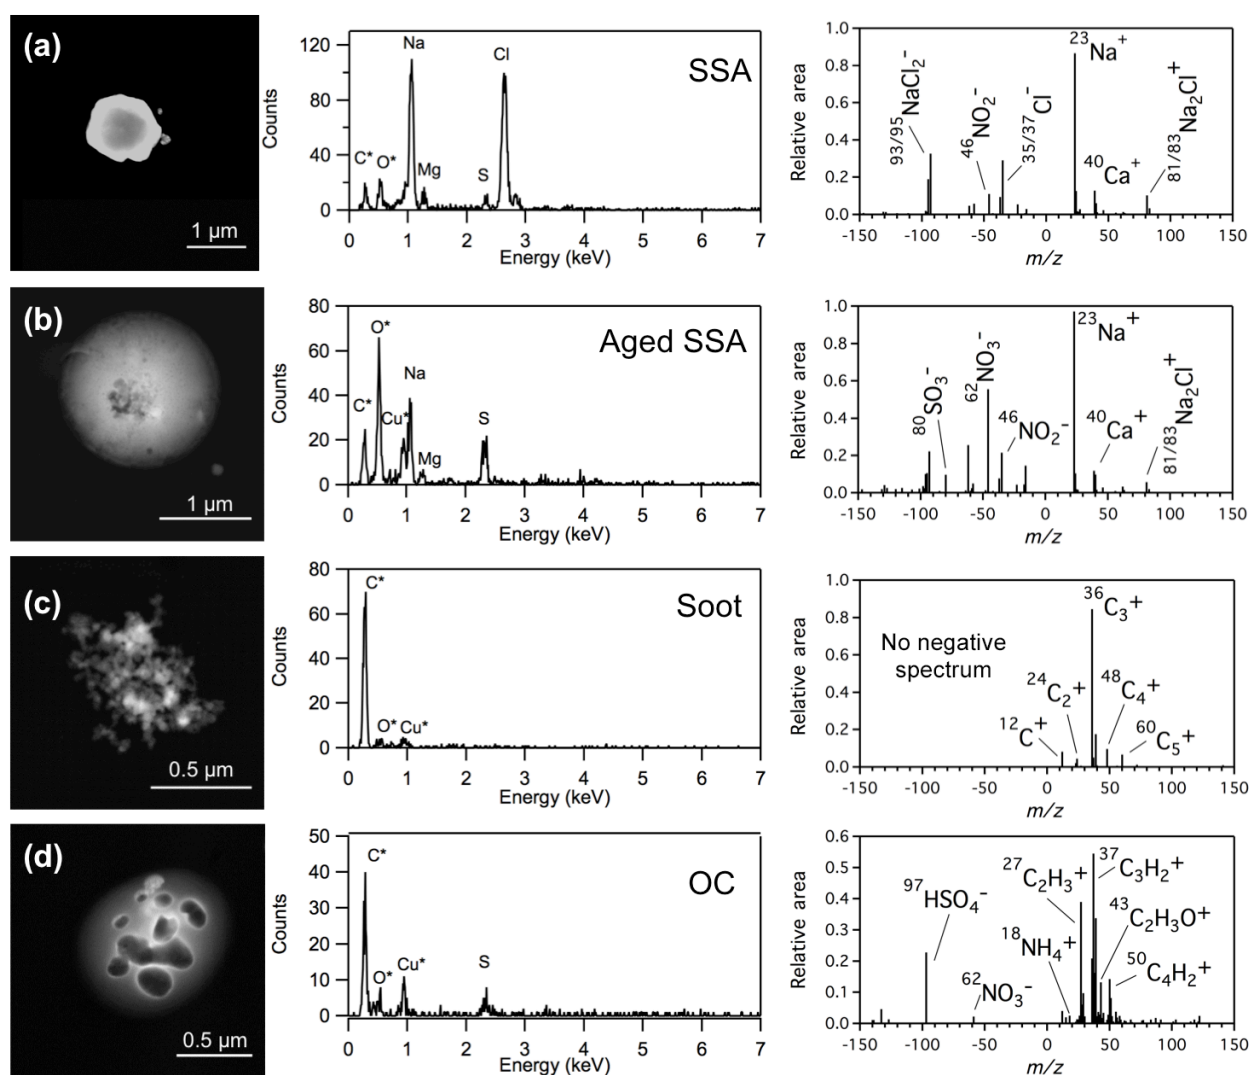 (a)
1 µm
120
80
40
0
Counts
C*
O*
Na
Mg
S
Cl
SSA
0 1 2 3 4 5 6 7
Energy (keV)
1.0
0.8
0.6
0.4
0.2
0.0
Relative area
93/95NaCl2-
46NO2-
35/37Cl-
23Na+
40Ca+
81/83Na2Cl+
-150 -100 -50 0 50 100 150
m/z
(b)
1 µm
80
60
40
20
0
Counts
C*
O*
Cu*
Na
Mg
S
Aged SSA
0 1 2 3 4 5 6 7
Energy (keV)
1.0
0.8
0.6
0.4
0.2
0.0
Relative area
80SO3-
62NO3-
46NO2-
23Na+
40Ca+
81/83Na2Cl+
-150 -100 -50 0 50 100 150
m/z
(c)
0.5 µm
80
60
40
20
0
Counts
C*
O*
Cu*
Soot
0 1 2 3 4 5 6 7
Energy (keV)
1.0
0.8
0.6
0.4
0.2
0.0
Relative area
No negative
spectrum
12C+
24C2+
36C3+
48C4+
60C5+
-150 -100 -50 0 50 100 150
m/z
(d)
0.5 µm
50
40
30
20
10
0
Counts
C*
O*
Cu*
S
OC
0 1 2 3 4 5 6 7
Energy (keV)
0.6
0.5
0.4
0.3
0.2
0.1
0.0
Relative area
97HSO4-
62NO3-
18NH4+
27C2H3+
37C3H2+
43C2H3O+
50C4H2+
-150 -100 -50 0 50 100 150
m/z